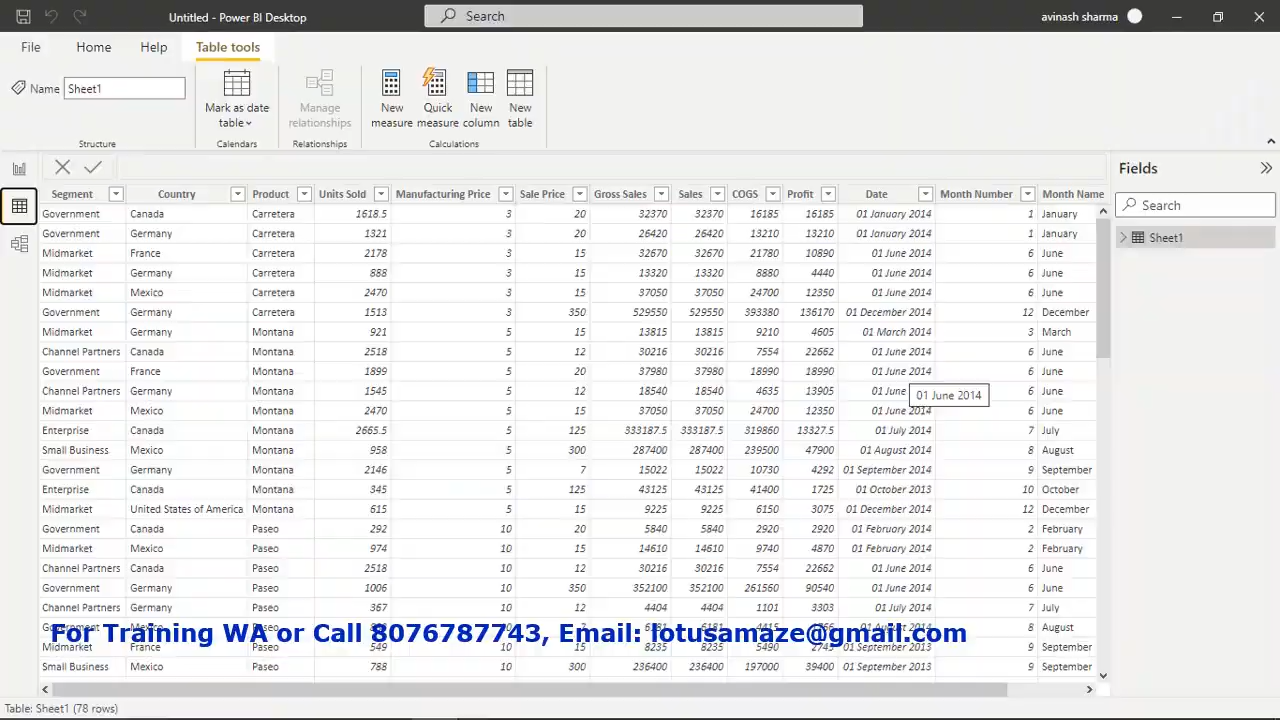 Untitled - Power BI Desktop Search avinash sharma
File Home Help Table tools
Name Sheet1 Mark as date table Manage relationships New measure Quick measure New column New table
Structure Calendars Relationships Calculations
Fields
Search
Sheet1
Segment Country Product Units Sold Manufacturing Price Sale Price Gross Sales Sales COGS Profit Date Month Number Month Name
Government Canada Carretera 1618.5 3 20 32370 32370 16185 16185 01 January 2014 1 January
Government Germany Carretera 1321 3 20 26420 26420 13210 13210 01 January 2014 1 January
Midmarket France Carretera 2178 3 15 32670 32670 21780 10890 01 June 2014 6 June
Midmarket Germany Carretera 888 3 15 13320 13320 8880 4440 01 June 2014 6 June
Midmarket Mexico Carretera 2470 3 15 37050 37050 24700 12350 01 June 2014 6 June
Government Germany Carretera 1513 3 350 529550 529550 393380 136170 01 December 2014 12 December
Midmarket Germany Montana 921 5 15 13815 13815 9210 4605 01 March 2014 3 March
Channel Partners Canada Montana 2518 5 12 30216 30216 7554 22662 01 June 2014 6 June
Government France Montana 1899 5 20 37980 37980 18990 18990 01 June 2014 6 June
Channel Partners Germany Montana 1545 5 12 18540 18540 4635 13905 01 June 6 June
01 June 2014
Midmarket Mexico Montana 2470 5 15 37050 37050 24700 12350 01 June 2014 6 June
Enterprise Canada Montana 2665.5 5 125 333187.5 333187.5 319860 13327.5 01 July 2014 7 July
Small Business Mexico Montana 958 5 300 287400 287400 239500 47900 01 August 2014 8 August
Government Germany Montana 2146 5 7 15022 15022 10730 4292 01 September 2014 9 September
Enterprise Canada Montana 345 5 125 43125 43125 41400 1725 01 October 2013 10 October
Midmarket United States of America Montana 615 5 15 9225 9225 6150 3075 01 December 2014 12 December
Government Canada Paseo 292 10 20 5840 5840 2920 2920 01 February 2014 2 February
Midmarket Mexico Paseo 974 10 15 14610 14610 9740 4870 01 February 2014 2 February
Channel Partners Canada Paseo 2518 10 12 30216 30216 7554 22662 01 June 2014 6 June
Government Germany Paseo 1006 10 350 352100 352100 261560 90540 01 June 2014 6 June
Channel Partners Germany Paseo 367 10 12 4404 4404 1101 3303 01 July 2014 7 July
8 August
For Training WA or Call 8076787743, Email: lotusamaze@gmail.com
Midmarket France Paseo 549 10 15 8235 8235 5490 01 September 2013 9 September
Small Business Mexico Paseo 788 10 300 236400 236400 197000 39400 01 September 2013 9 September
Table: Sheet1 (78 rows)